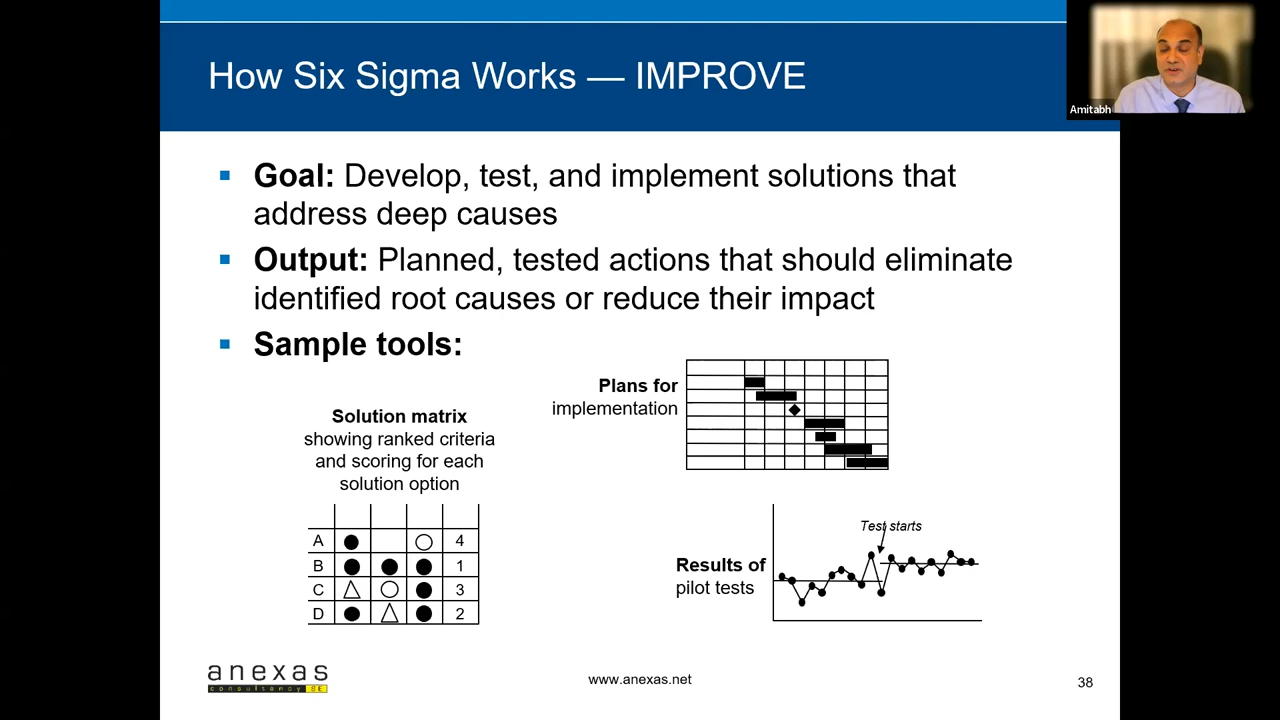 How Six Sigma Works — IMPROVE
Amitabh
Goal: Develop, test, and implement solutions that
address deep causes
Output: Planned, tested actions that should eliminate
identified root causes or reduce their impact
Sample tools:
Solution matrix
showing ranked criteria
and scoring for each
solution option
A 4
B 1
C 3
D 2
Plans for
implementation
Test starts
Results of
pilot tests
anexas
consultancy SE
www.anexas.net
38